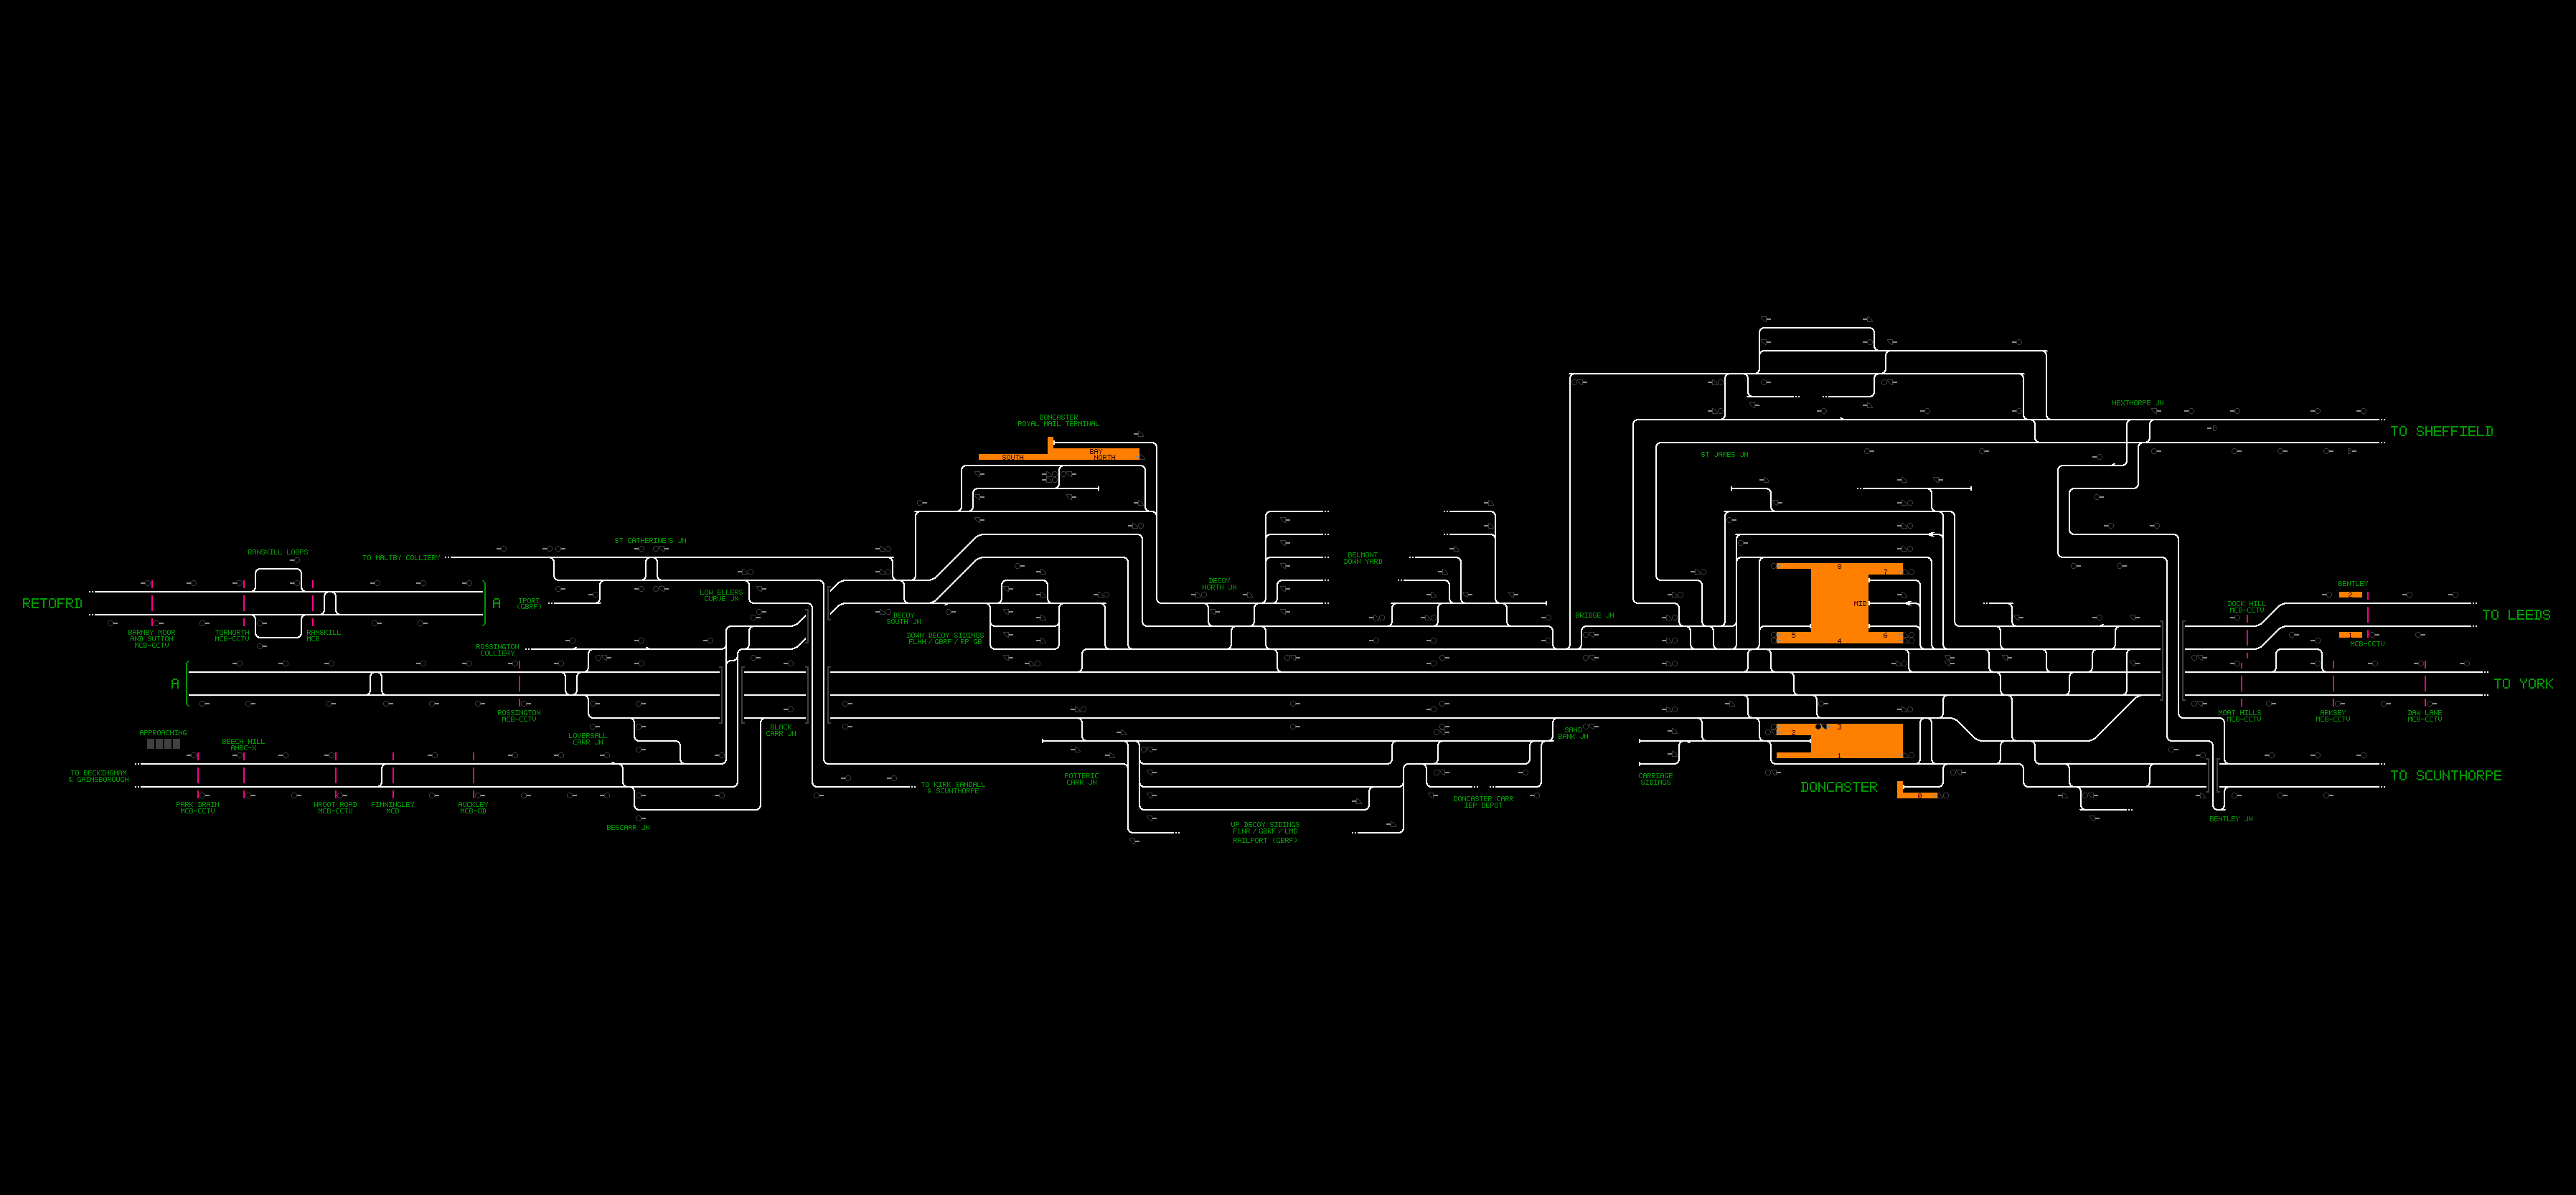 DONCASTER
ROYAL MAIL TERMINAL
BAY
SOUTH
NORTH
HEXTHORPE JN
TO SHEFFIELD
ST JAMES JN
ST CATHERINE'S JN
RANSKILL LOOPS
TO MALTBY COLLIERY
BELMONT
DOWN YARD
DECOY
NORTH JN
LOW ELLERS
CURVE JN
IPORT
(GBRF)
RETOFRD
A
DECOY
SOUTH JN
DOWN DECOY SIDINGS
FLHH / GBRF / RP GB
BRIDGE JN
8
7
MID
5
6
4
BENTLEY
2
1
MCB-CCTV
DOCK HILL
MCB-CCTV
TO LEEDS
BARNBY MOOR
AND SUTTON
MCB-CCTV
TORWORTH
MCB-CCTV
RANSKILL
MCB
ROSSINGTON
COLLIERY
A
ROSSINGTON
MCB-CCTV
TO YORK
MOAT HILLS
MCB-CCTV
ARKSEY
MCB-CCTV
DAW LANE
MCB-CCTV
APPROACHING
BEECH HILL
AHBC-X
LOVERSALL
CARR JN
BLACK
CARR JN
SAND
BANK JN
2
3
1
TO BECKINGHAM
& GAINSBOROUGH
TO KIRK SANDALL
& SCUNTHORPE
POTTERIC
CARR JN
CARRIAGE
SIDINGS
DONCASTER
0
TO SCUNTHORPE
PARK DRAIN
MCB-CCTV
WROOT ROAD
MCB-CCTV
FINNINGLEY
MCB
AUCKLEY
MCB-OD
BESCARR JN
DONCASTER CARR
IEP DEPOT
UP DECOY SIDINGS
FLNR / GBRF / LMD
RAILPORT (GBRF)
BENTLEY JN